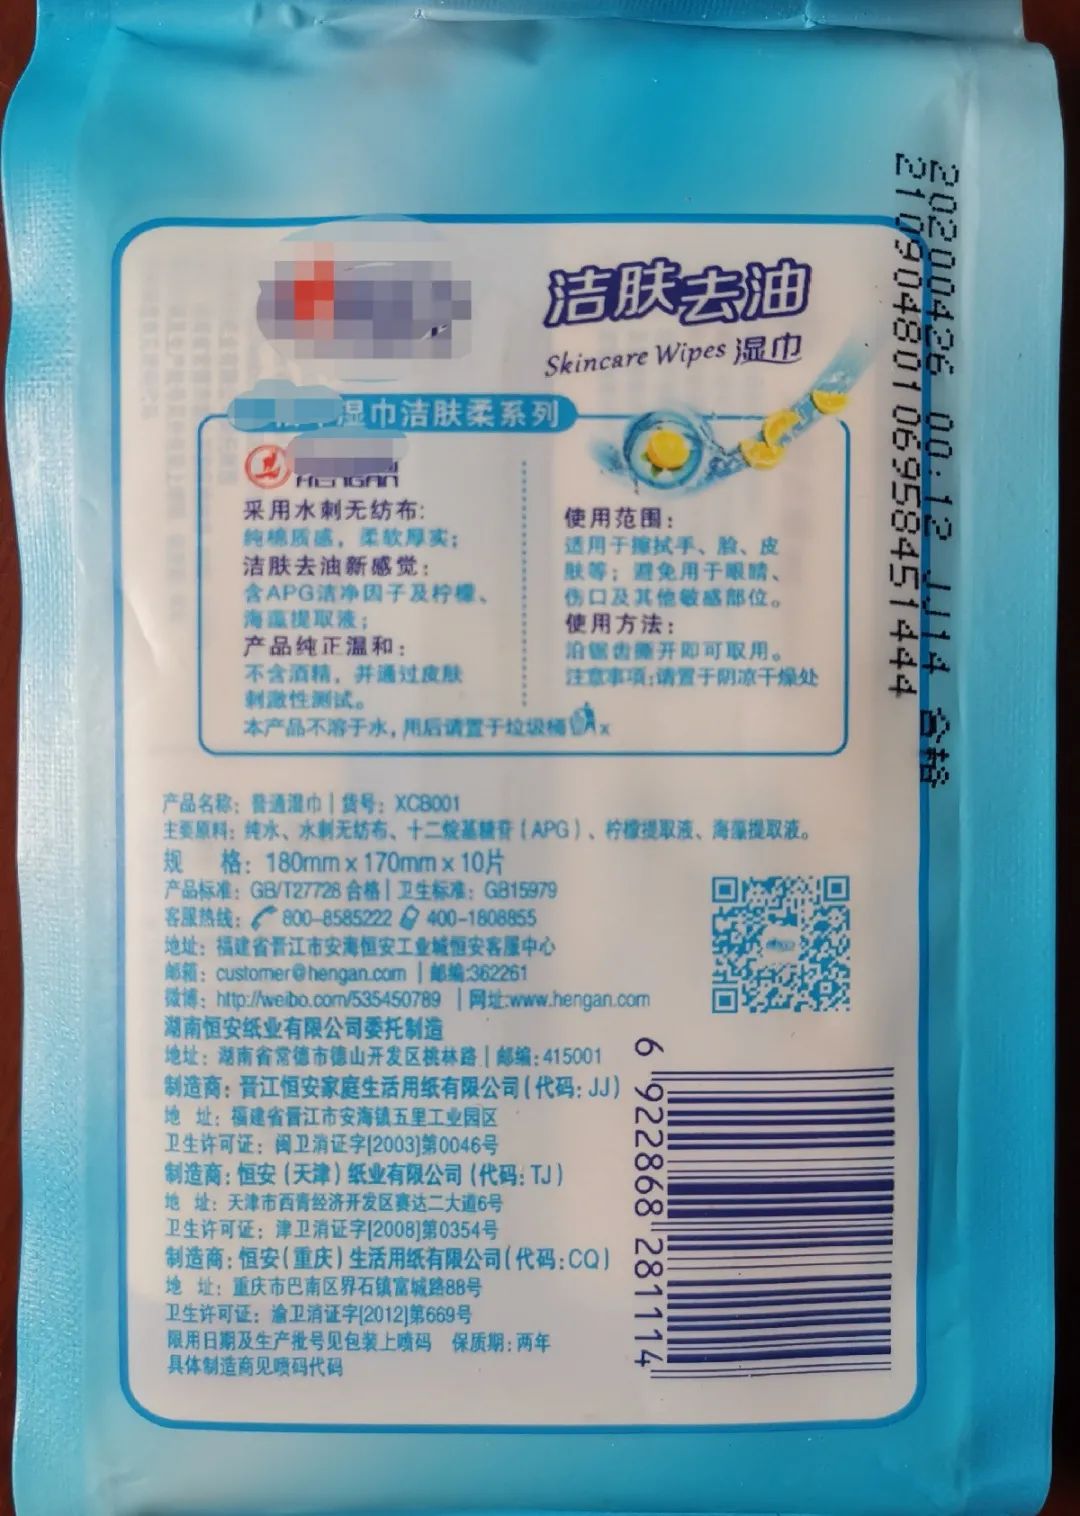 洁肤去油
Skincare Wipes 湿巾
湿巾洁肤柔系列
HENGAN
采用水刺无纺布:
纯棉质感，柔软厚实；
洁肤去油新感觉：
含APG洁净因子及柠檬、
海藻提取液；
产品纯正温和：
不含酒精，并通过皮肤
刺激性测试。
本产品不溶于水，用后请置于垃圾桶
使用范围：
适用于擦拭手、脸、皮
肤等；避免用于眼睛、
伤口及其他敏感部位。
使用方法：
沿锯齿撕开即可取用。
注意事项:请置于阴凉干燥处
20200426 00:12 TJ14 合格
210904801069584514444
产品名称：普通湿巾 | 货号：XCB001
主要原料：纯水、水刺无纺布、十二烷基糖苷（APG）、柠檬提取液、海藻提取液。
规 格：180mm x 170mm x 10片
产品标准：GB/T27728 合格 | 卫生标准：GB15979
客服热线：800-8585222 400-1808855
地址：福建省晋江市安海恒安工业城恒安客服中心
邮箱：customer@hengan.com | 邮编:362261
微博：http://weibo.com/535450789 | 网址:www.hengan.com
湖南恒安纸业有限公司委托制造
地址：湖南省常德市德山开发区桃林路 | 邮编:415001
制造商：晋江恒安家庭生活用纸有限公司(代码: JJ)
地 址：福建省晋江市安海镇五里工业园区
卫生许可证：闽卫消证字[2003]第0046号
制造商：恒安（天津）纸业有限公司（代码:TJ）
地 址：天津市西青经济开发区赛达二大道6号
卫生许可证：津卫消证字[2008]第0354号
制造商：恒安（重庆）生活用纸有限公司（代码:CQ）
地 址：重庆市巴南区界石镇富城路88号
卫生许可证：渝卫消证字[2012]第669号
限用日期及生产批号见包装上喷码 保质期:两年
具体制造商见喷码代码
6 922868 281114